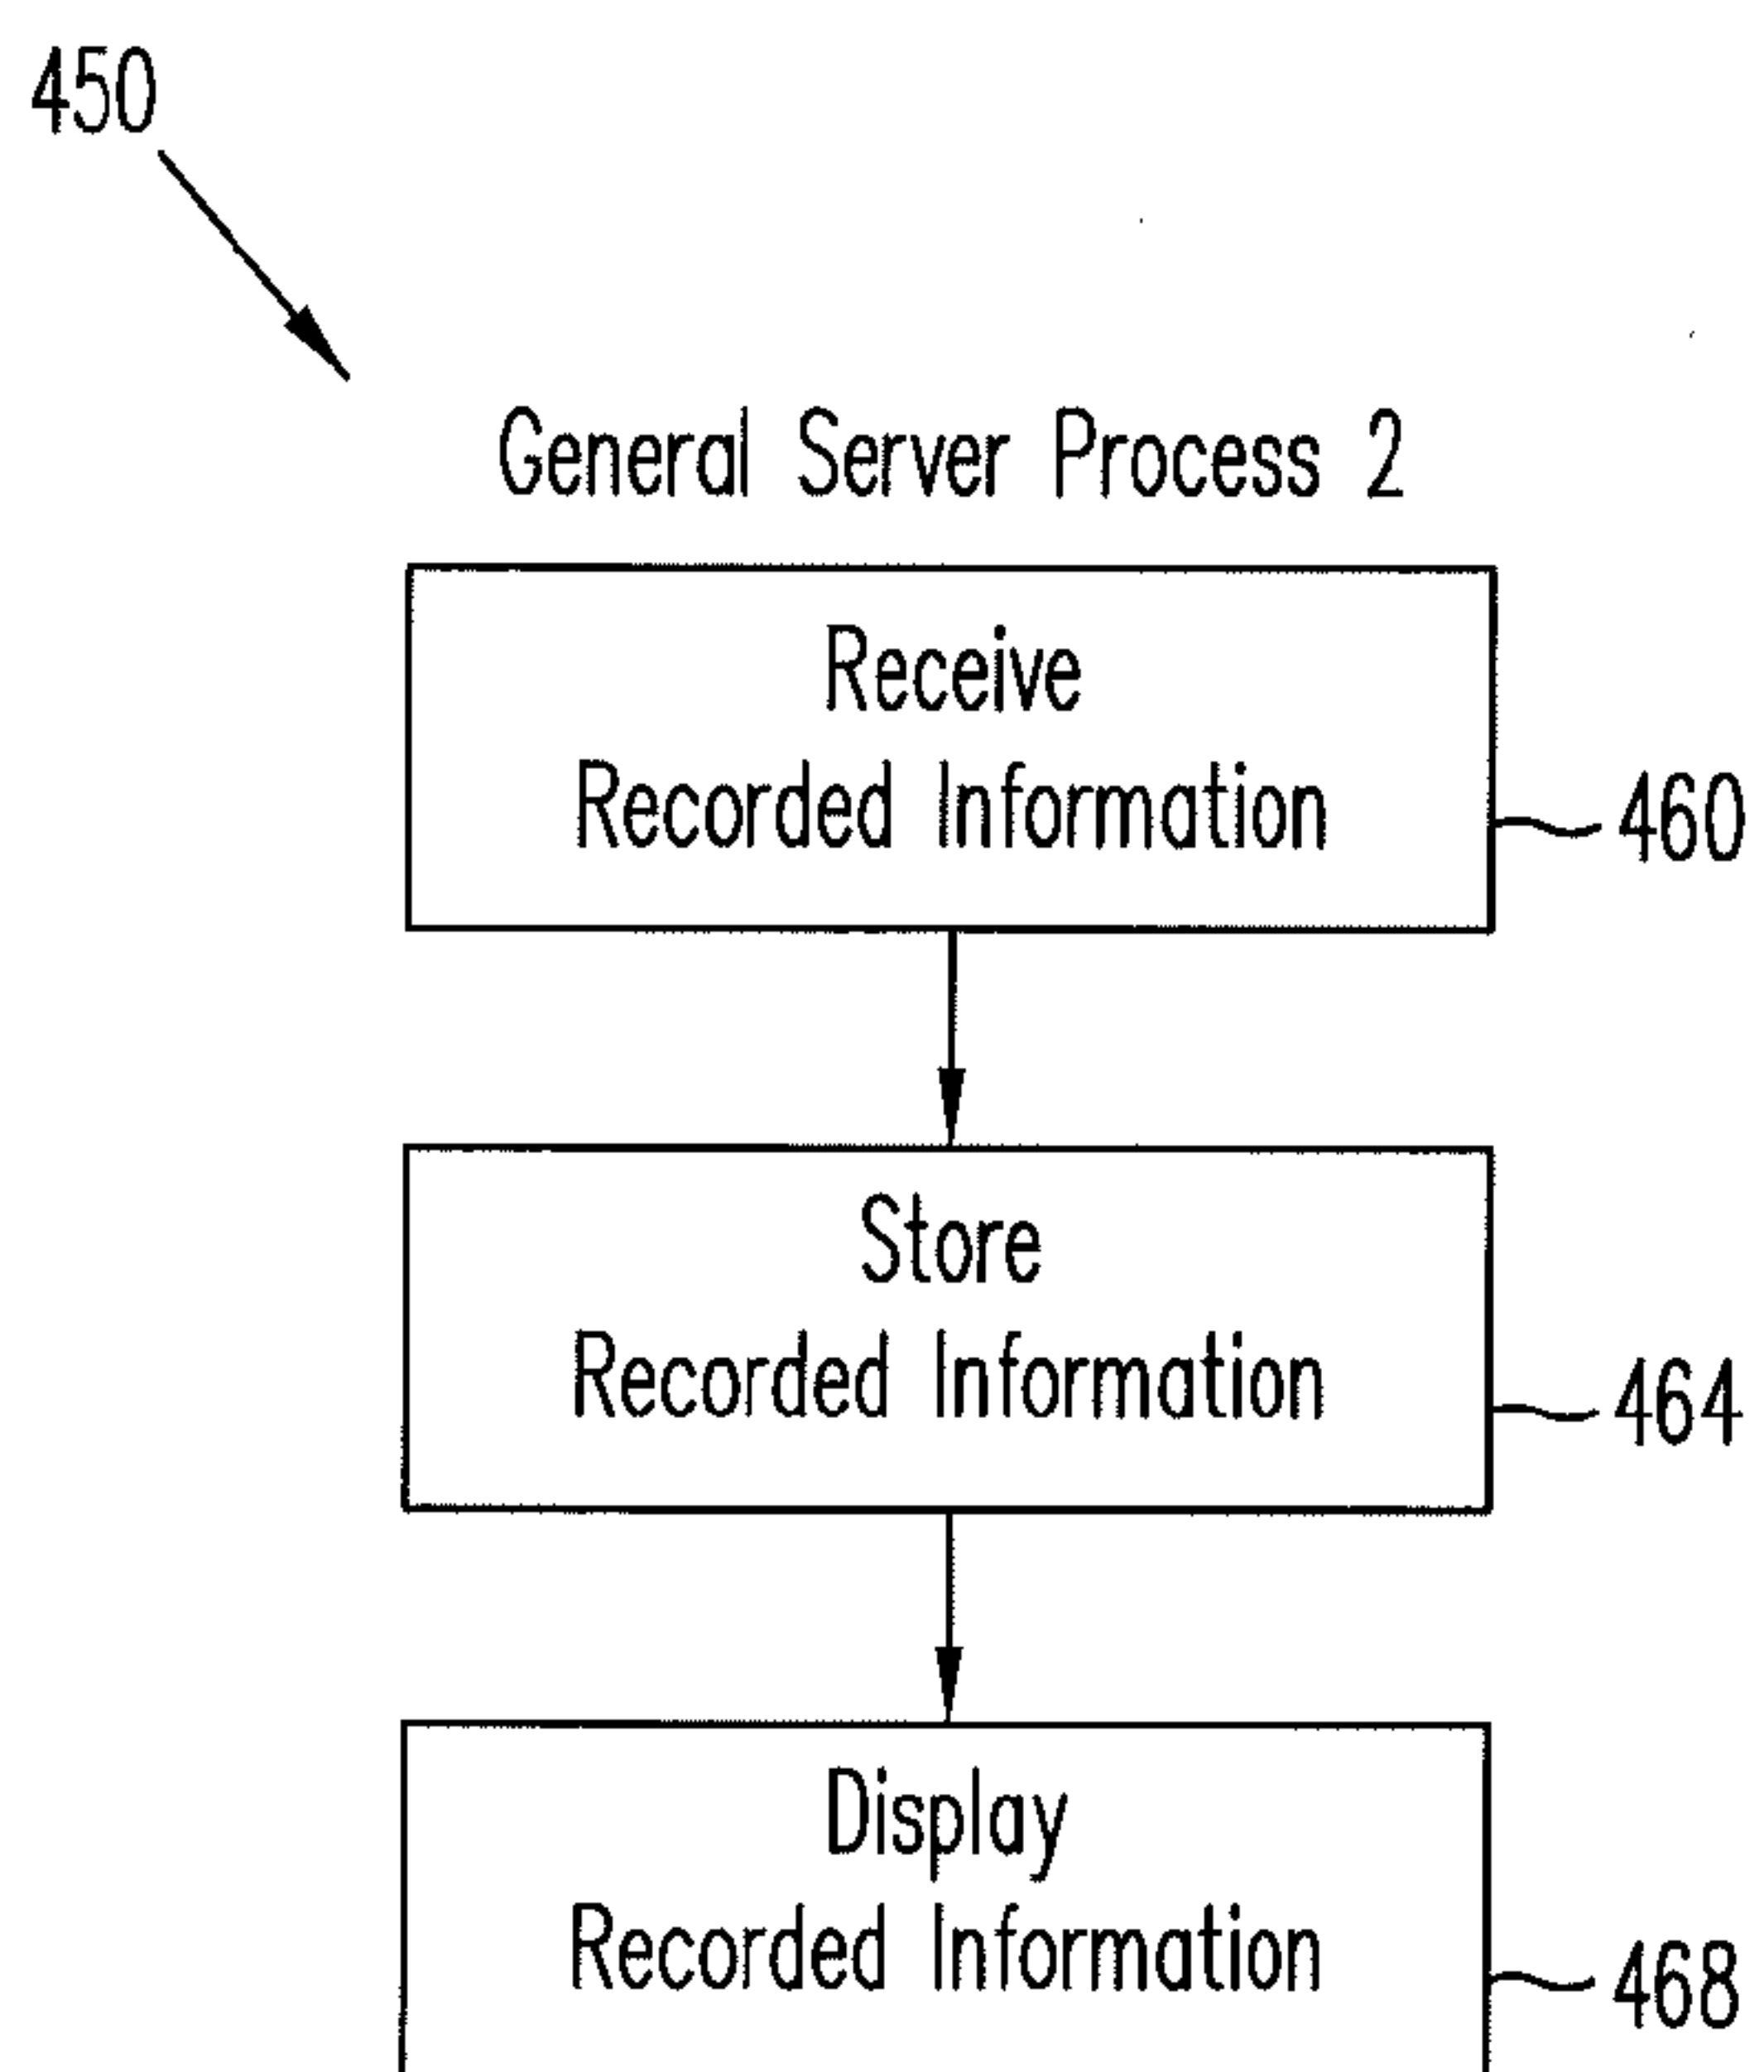 450
General Server Process 2
Receive
Recorded Information
460
Store
Recorded Information
464
Display
Recorded Information
468